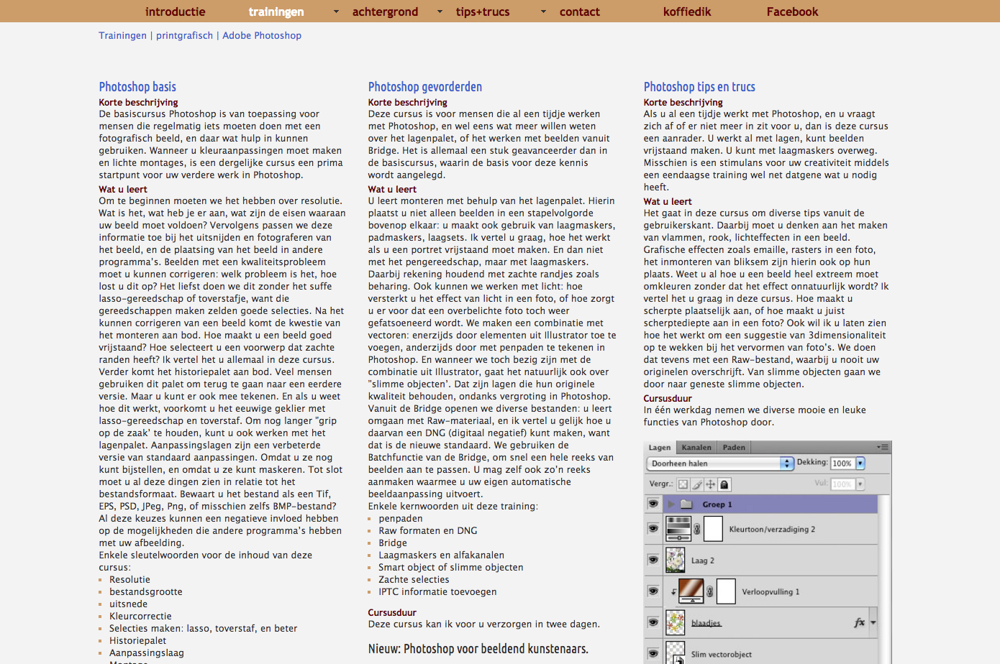 introductie trainingen achtergrond tips+trucs contact koffiedik Facebook
Trainingen | printgrafisch | Adobe Photoshop
Photoshop basis
Korte beschrijving
De basiscursus Photoshop is van toepassing voor
mensen die regelmatig iets moeten doen met een
fotografisch beeld, en daar wat hulp in kunnen
gebruiken. Wanneer u kleuraanpassingen moet maken
en lichte montages, is een dergelijke cursus een prima
startpunt voor uw verdere werk in Photoshop.
Wat u leert
Om te beginnen moeten we het hebben over resolutie.
Wat is het, wat heb je er aan, wat zijn de eisen waaraan
uw beeld moet voldoen? Vervolgens passen we deze
informatie toe bij het uitsnijden en fotograferen van
het beeld, en de plaatsing van het beeld in andere
programma's. Beelden met een kwaliteitsprobleem
moet u kunnen corrigeren: welk probleem is het, hoe
lost u dit op? Het liefst doen we dit zonder het suffe
lasso-gereedschap of toverstafje, want die
gereedschappen maken zelden goede selecties. Na het
kunnen corrigeren van een beeld komt de kwestie van
het monteren aan bod. Hoe maakt u een beeld goed
vrijstaand? Hoe selecteert u een voorwerp dat zachte
randen heeft? Ik vertel het u allemaal in deze cursus.
Verder komt het historiepalet aan bod. Veel mensen
gebruiken dit palet om terug te gaan naar een eerdere
versie. Maar u kunt er ook mee tekenen. En als u weet
hoe dit werkt, voorkomt u het eeuwige geklier met
lasso-gereedschap en toverstaf. Om nog langer "grip
op de zaak' te houden, kunt u ook werken met het
lagenpalet. Aanpassingslagen zijn een verbeterde
versie van standaard aanpassingen. Omdat u ze nog
kunt bijstellen, en omdat u ze kunt maskeren. Tot slot
moet u al deze dingen zien in relatie tot het
bestandsformaat. Bewaart u het bestand als een Tif,
EPS, PSD, JPeg, Png, of misschien zelfs BMP-bestand?
Al deze keuzes kunnen een negatieve invloed hebben
op de mogelijkheden die andere programma's hebben
met uw afbeelding.
Enkele sleutelwoorden voor de inhoud van deze
cursus:
Resolutie
bestandsgrootte
uitsnede
Kleurcorrectie
Selecties maken: lasso, toverstaf, en beter
Historiepalet
Aanpassingslaag
Photoshop gevorderden
Korte beschrijving
Deze cursus is voor mensen die al een tijdje werken
met Photoshop, en wel eens wat meer willen weten
over het lagenpalet, of het werken met beelden vanuit
Bridge. Het is allemaal een stuk geavanceerder dan in
de basiscursus, waarin de basis voor deze kennis
wordt aangelegd.
Wat u leert
U leert monteren met behulp van het lagenpalet. Hierin
plaatst u niet alleen beelden in een stapelvolgorde
bovenop elkaar: u maakt ook gebruik van laagmaskers,
padmaskers, laagsets. Ik vertel u graag, hoe het werkt
als u een portret vrijstaand moet maken. En dan niet
met het pengereedschap, maar met laagmaskers.
Daarbij rekening houdend met zachte randjes zoals
beharing. Ook kunnen we werken met licht: hoe
versterkt u het effect van licht in een foto, of hoe zorgt
u er voor dat een overbelichte foto toch weer
gefatsoeneerd wordt. We maken een combinatie met
vectoren: enerzijds door elementen uit Illustrator toe te
voegen, anderzijds door met penpaden te tekenen in
Photoshop. En wanneer we toch bezig zijn met de
combinatie uit Illustrator, gaat het natuurlijk ook over
"slimme objecten'. Dat zijn lagen die hun originele
kwaliteit behouden, ondanks vergroting in Photoshop.
Vanuit de Bridge openen we diverse bestanden: u leert
omgaan met Raw-materiaal, en ik vertel u gelijk hoe u
daarvan een DNG (digitaal negatief) kunt maken, want
dat is de nieuwe standaard. We gebruiken de
Batchfunctie van de Bridge, om snel een hele reeks van
beelden aan te passen. U mag zelf ook zo'n reeks
aanmaken waarmee u uw eigen automatische
beeldaanpassing uitvoert.
Enkele kernwoorden uit deze training:
penpaden
Raw formaten en DNG
Bridge
Laagmaskers en alfakanalen
Smart object of slimme objecten
Zachte selecties
IPTC informatie toevoegen
Cursusduur
Deze cursus kan ik voor u verzorgen in twee dagen.
Nieuw: Photoshop voor beeldend kunstenaars.
Photoshop tips en trucs
Korte beschrijving
Als u al een tijdje werkt met Photoshop, en u vraagt
zich af of er niet meer in zit voor u, dan is deze cursus
een aanrader. U werkt al met lagen, kunt beelden
vrijstaand maken. U kunt met laagmaskers overweg.
Misschien is een stimulans voor uw creativiteit middels
een eendaagse training wel net datgene wat u nodig
heeft.
Wat u leert
Het gaat in deze cursus om diverse tips vanuit de
gebruikerskant. Daarbij moet u denken aan het maken
van vlammen, rook, lichteffecten in een beeld.
Grafische effecten zoals emaille, rasters in een foto,
het inmonteren van bliksem zijn hierin ook op hun
plaats. Weet u al hoe u een beeld heel extreem moet
omkleuren zonder dat het effect onnatuurlijk wordt? Ik
vertel het u graag in deze cursus. Hoe maakt u
scherpte plaatselijk aan, of hoe maakt u juist
scherptediepte aan in een foto? Ook wil ik u laten zien
hoe het werkt om een suggestie van 3dimensionaliteit
op te wekken bij het vervormen van foto's. We doen
dat tevens met een Raw-bestand, waarbij u nooit uw
originelen overschrijft. Van slimme objecten gaan we
door naar geneste slimme objecten.
Cursusduur
In één werkdag nemen we diverse mooie en leuke
functies van Photoshop door.
Lagen Kanalen Paden
Doorheen halen Dekking: 100%
Vergr.: Vul: 100%
Groep 1
Kleurtoon/verzadiging 2
Laag 2
Verloopvulling 1
blaadjes fx
Slim vectorobject